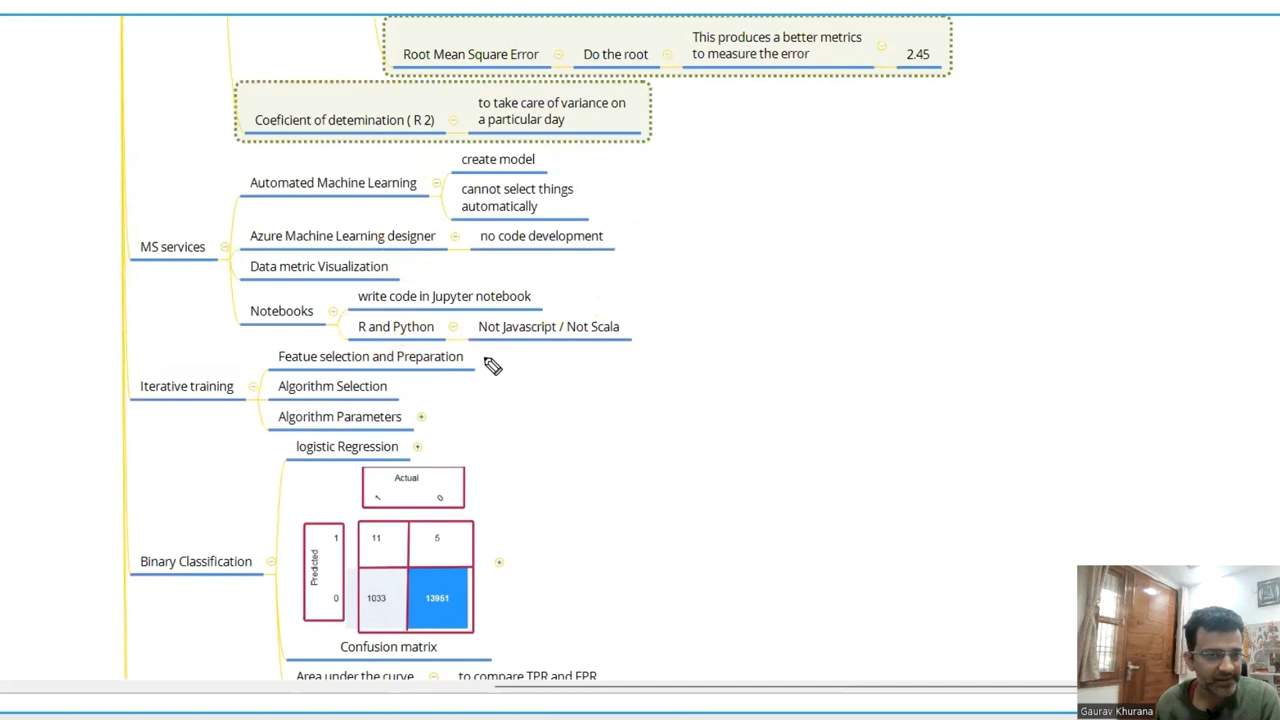 This produces a better metrics
Root Mean Square Error
Do the root
to measure the error
2.45
to take care of variance on
Coeficient of detemination ( R 2)
a particular day
create model
Automated Machine Learning
cannot select things
automatically
Azure Machine Learning designer
no code development
MS services
Data metric Visualization
write code in Jupyter notebook
Notebooks
R and Python
Not Javascript / Not Scala
Featue selection and Preparation
Iterative training
Algorithm Selection
Algorithm Parameters
logistic Regression
Actual
1 0
Predicted
1 11 5
Binary Classification
0 1033 13951
Confusion matrix
Area under the curve
to compare TPR and FPR
Gaurav Khurana